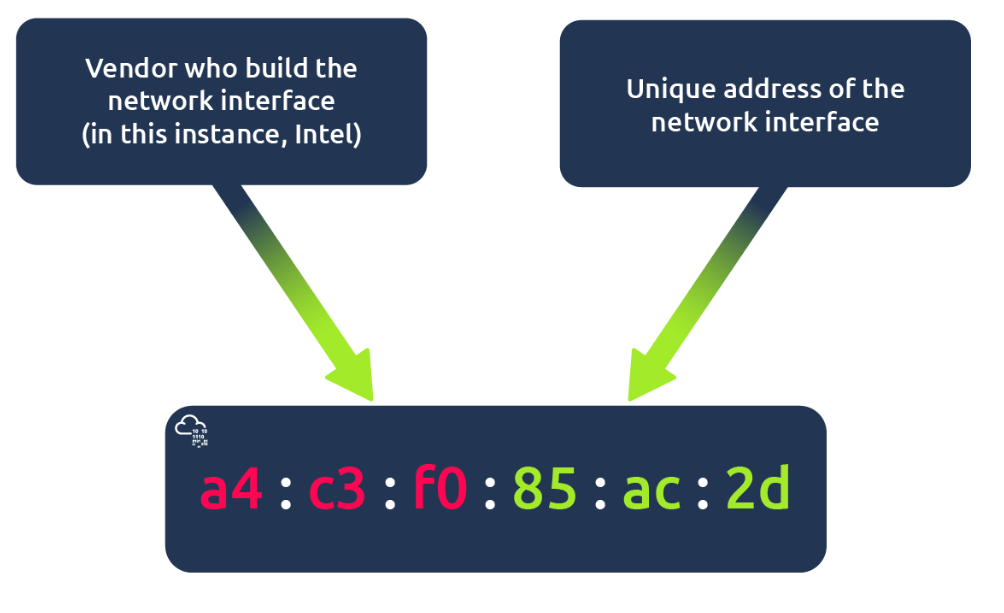 Vendor who build the
network interface
(in this instance, Intel)
Unique address of the
network interface
a4:c3:f0:85:ac:2d